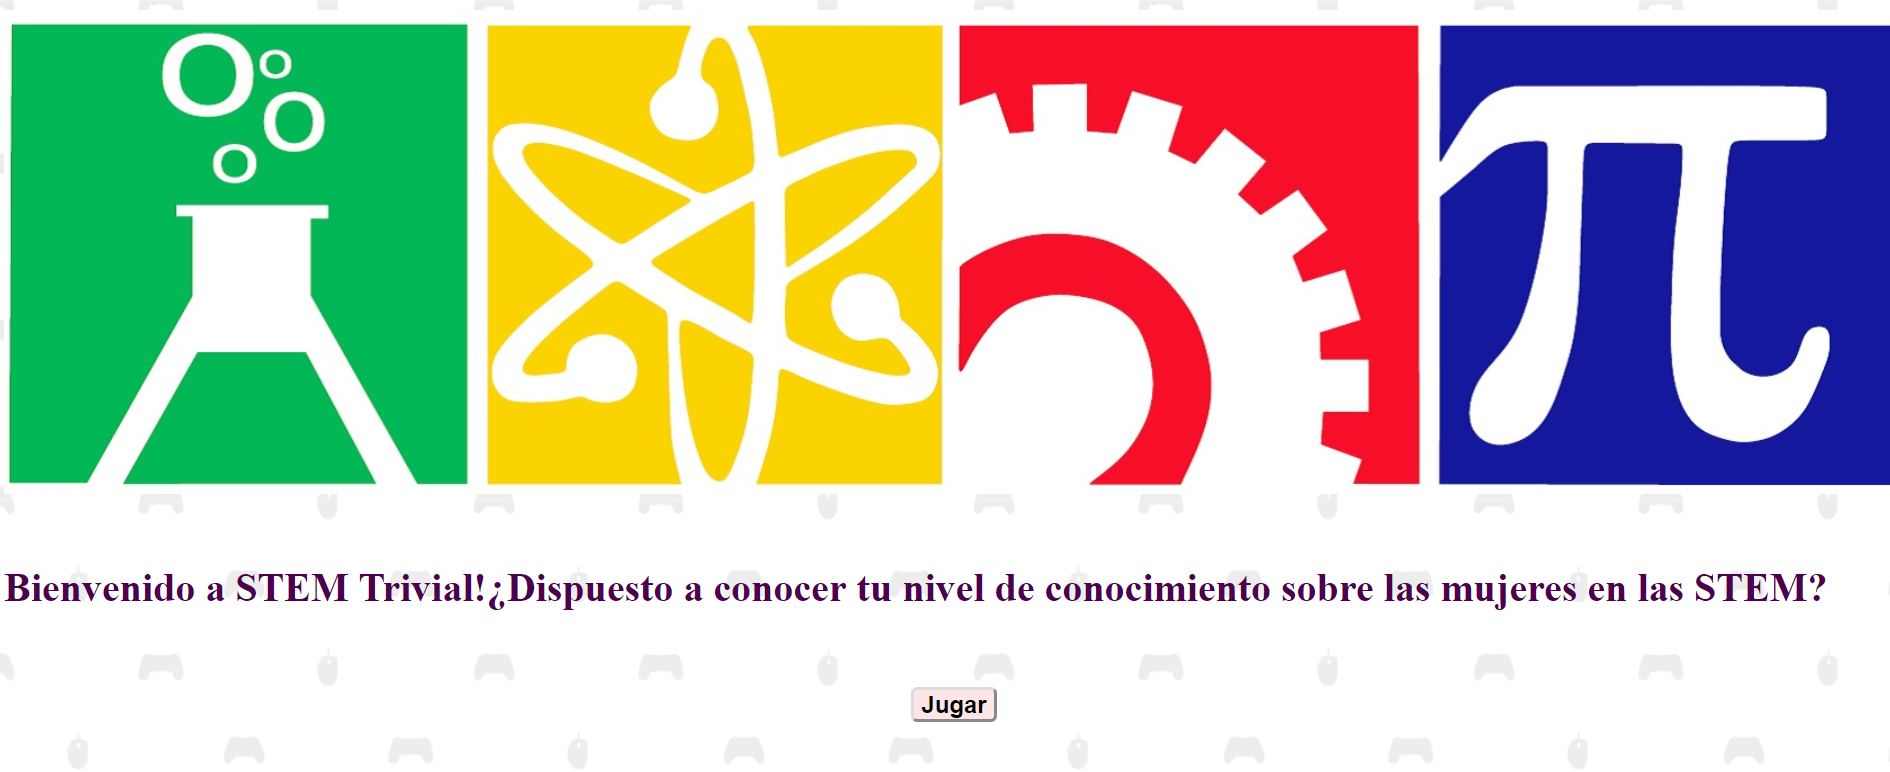 Bienvenido a STEM Trivial!¿Dispuesto a conocer tu nivel de conocimiento sobre las mujeres en las STEM?
Jugar